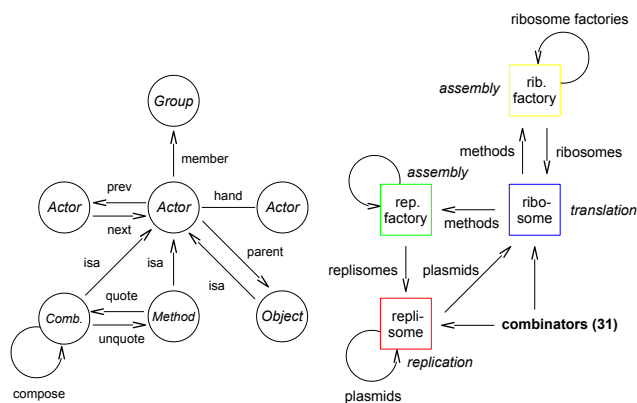 Group
member
prev
hand
Actor
Actor
Actor
next
parent
isa
isa
isa
quote
Comb.
Method
Object
unquote
compose
ribosome factories
assembly
rib.
factory
methods
ribosomes
assembly
rep.
factory
methods
ribo-
some
translation
replisomes
plasmids
repli-
some
combinators (31)
replication
plasmids